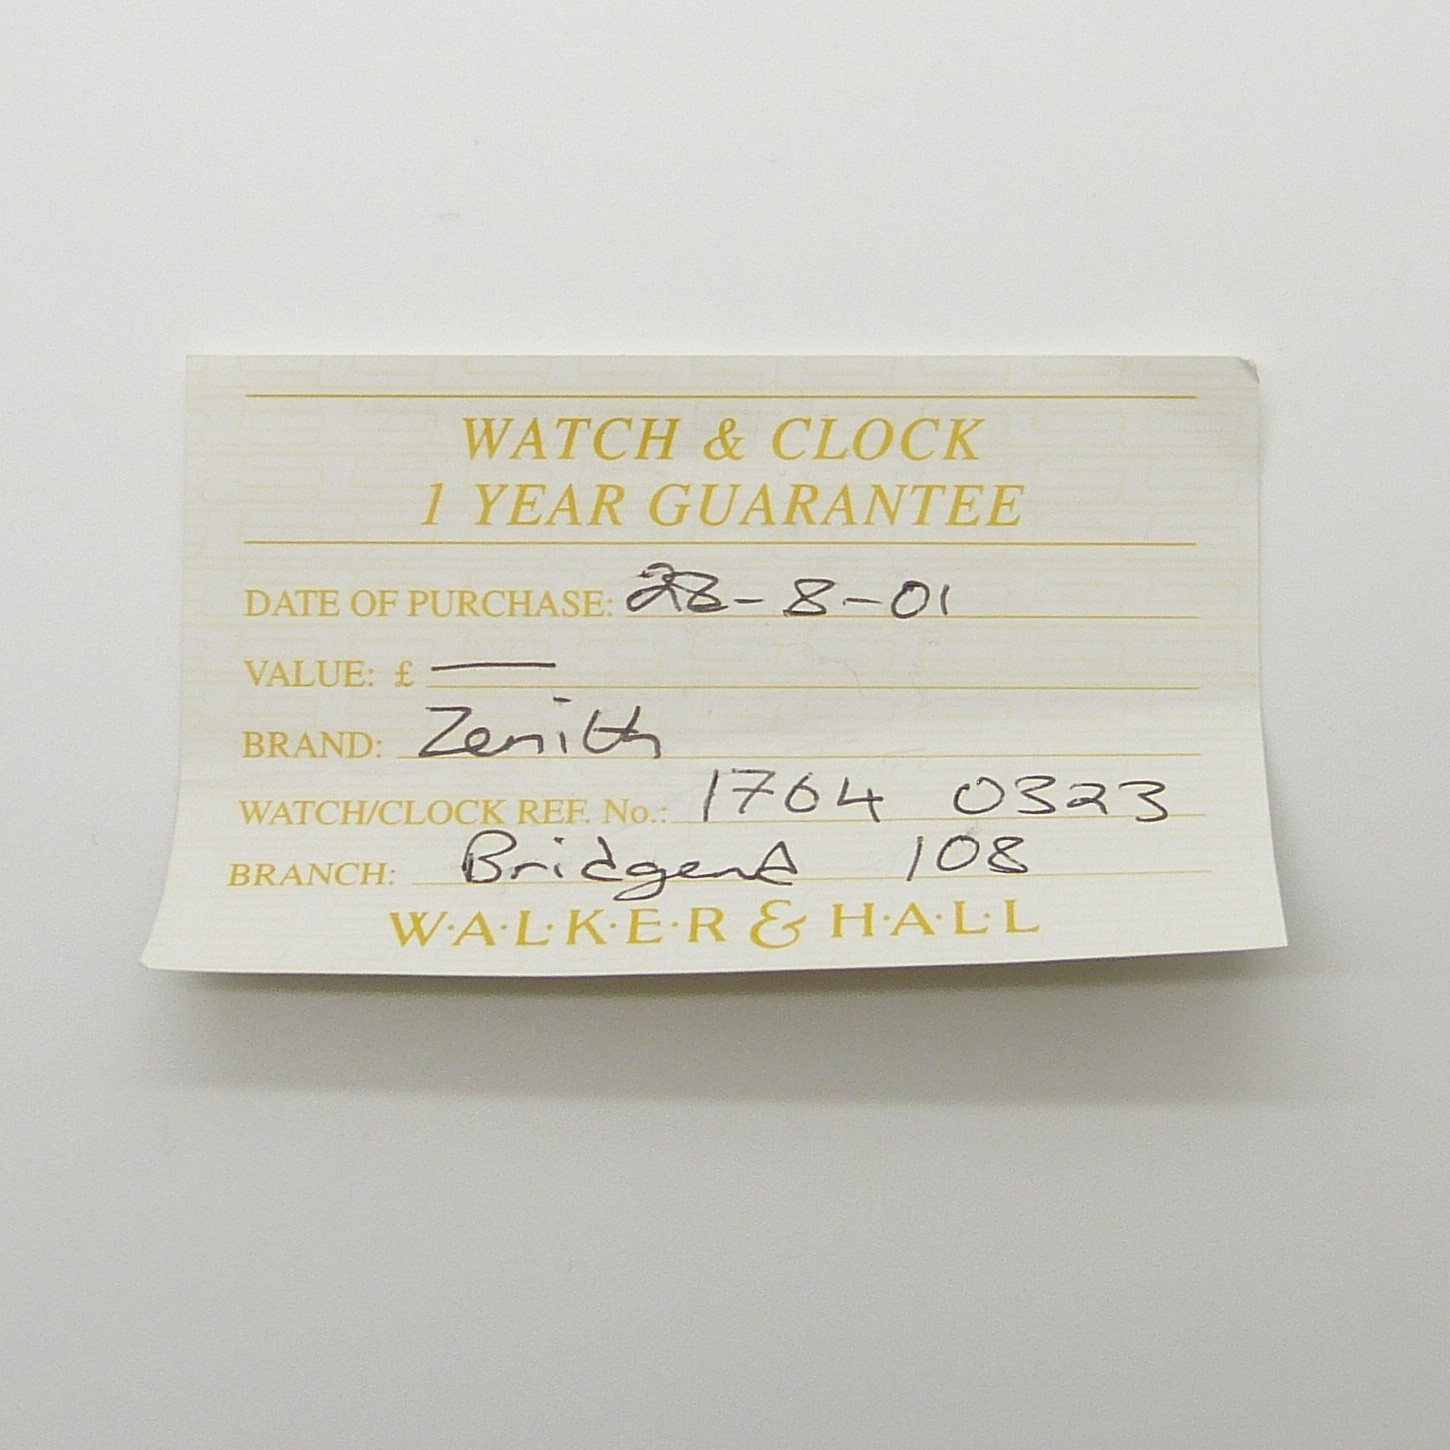 WATCH & CLOCK
1 YEAR GUARANTEE
DATE OF PURCHASE: 28-8-01
VALUE: £ —
BRAND: Zenith
WATCH/CLOCK REF. No.: 1764 0323
BRANCH: Bridgend 108
W·A·L·K·E·R & H·A·L·L